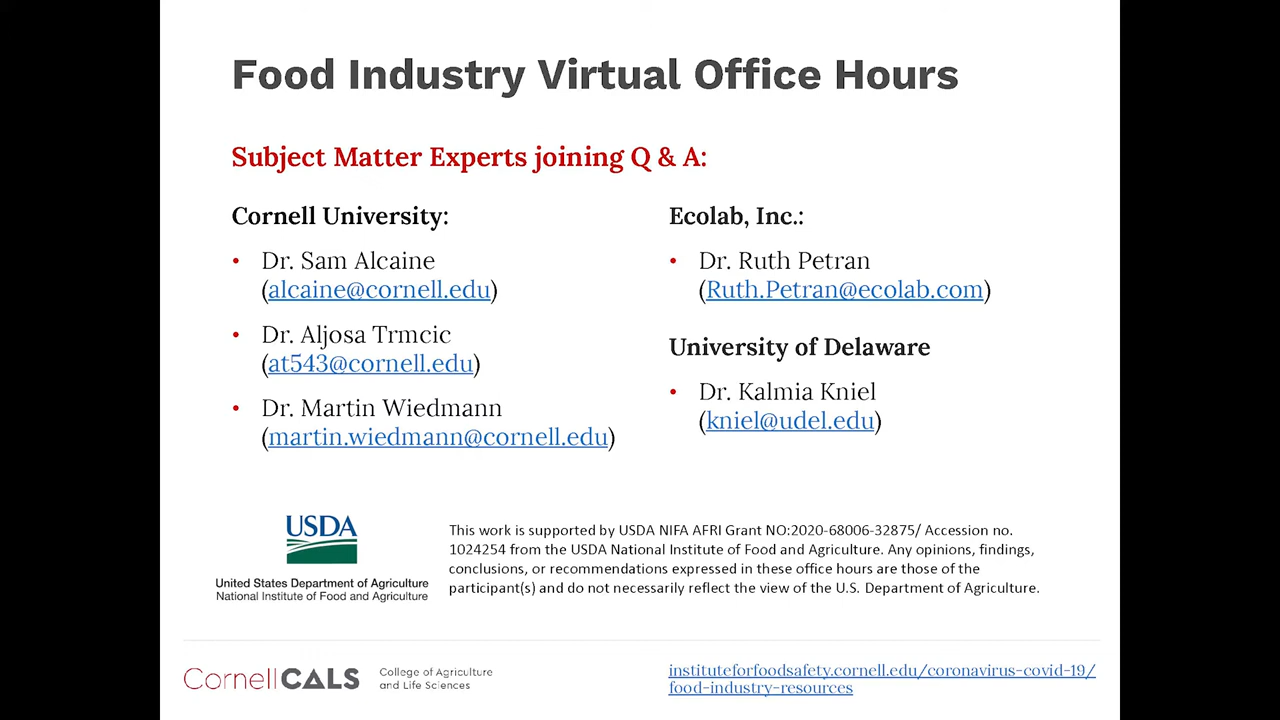 Food Industry Virtual Office Hours
Subject Matter Experts joining Q & A:
Cornell University:
• Dr. Sam Alcaine
(alcaine@cornell.edu)
• Dr. Aljosa Trmcic
(at543@cornell.edu)
• Dr. Martin Wiedmann
(martin.wiedmann@cornell.edu)
Ecolab, Inc.:
• Dr. Ruth Petran
(Ruth.Petran@ecolab.com)
University of Delaware
• Dr. Kalmia Kniel
(kniel@udel.edu)
USDA
United States Department of Agriculture
National Institute of Food and Agriculture
This work is supported by USDA NIFA AFRI Grant NO:2020-68006-32875/ Accession no.
1024254 from the USDA National Institute of Food and Agriculture. Any opinions, findings,
conclusions, or recommendations expressed in these office hours are those of the
participant(s) and do not necessarily reflect the view of the U.S. Department of Agriculture.
CornellCALS
College of Agriculture
and Life Sciences
instituteforfoodsafety.cornell.edu/coronavirus-covid-19/
food-industry-resources